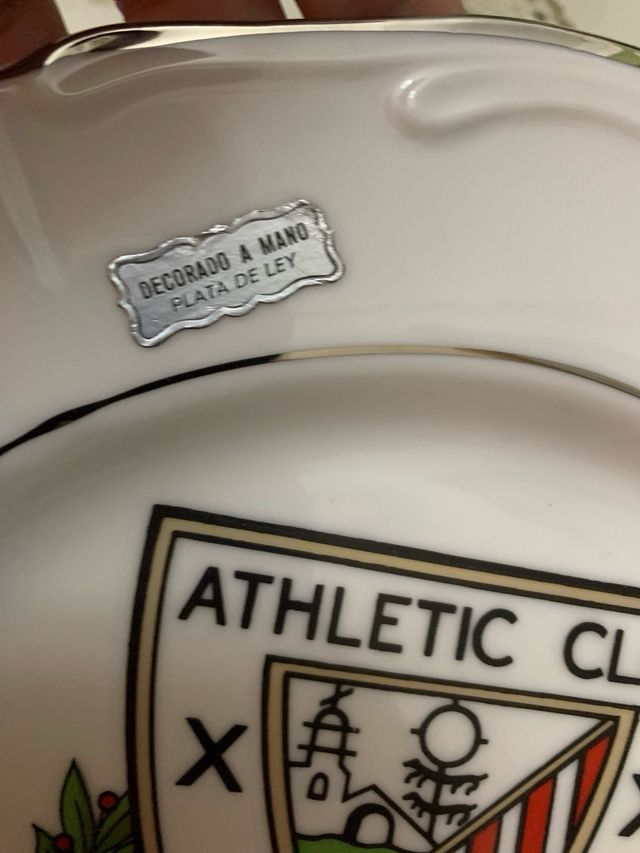 DECORADO A MANO
PLATA DE LEY
ATHLETIC CL
X